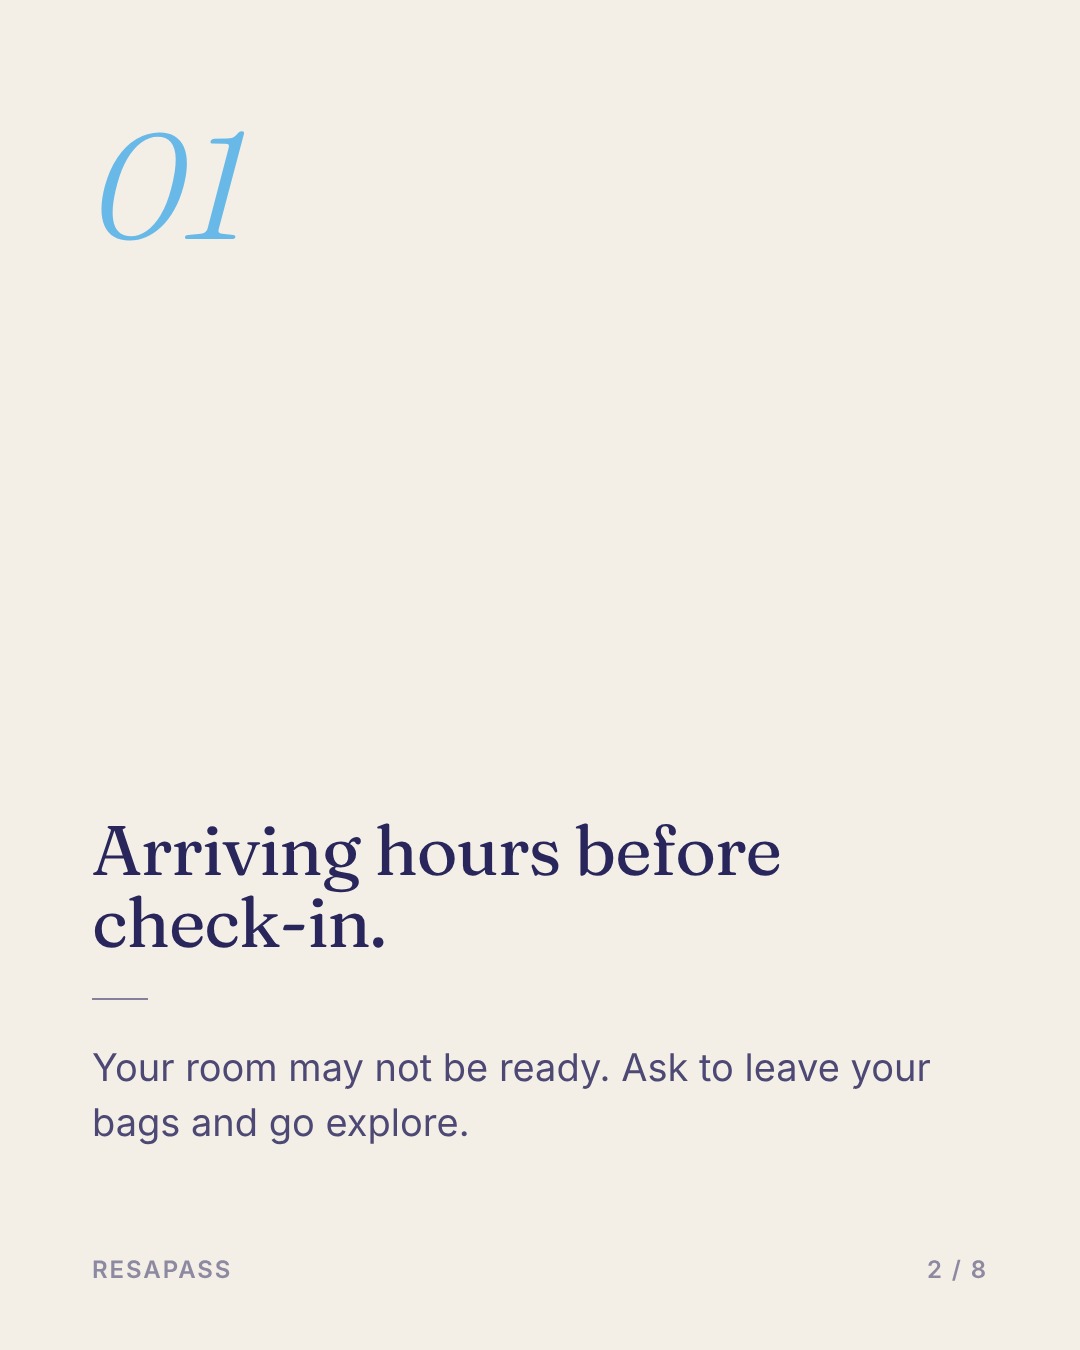 01
Arriving hours before
check-in.
Your room may not be ready. Ask to leave your
bags and go explore.
RESAPASS
2 / 8